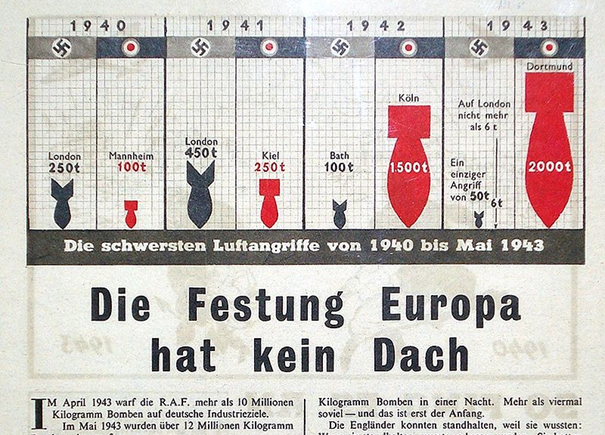 1940 1941 1942 1943
Dortmund
Köln
Auf London
nicht mehr
als 6 t
London
450t
London
250t
Mannheim
100t
Kiel
250t
Bath
100t
1.500t
Ein
einziger
Angriff
von 50t
6t
2000t
Die schwersten Luftangriffe von 1940 bis Mai 1943
Die Festung Europa
hat kein Dach
IM April 1943 warf die R.A.F. mehr als 10 Millionen
Kilogramm Bomben auf deutsche Industrieziele.
Im Mai 1943 wurden über 12 Millionen Kilogramm
Kilogramm Bomben in einer Nacht. Mehr als viermal
soviel — und das ist erst der Anfang.
Die Engländer konnten standhalten, weil sie wussten: